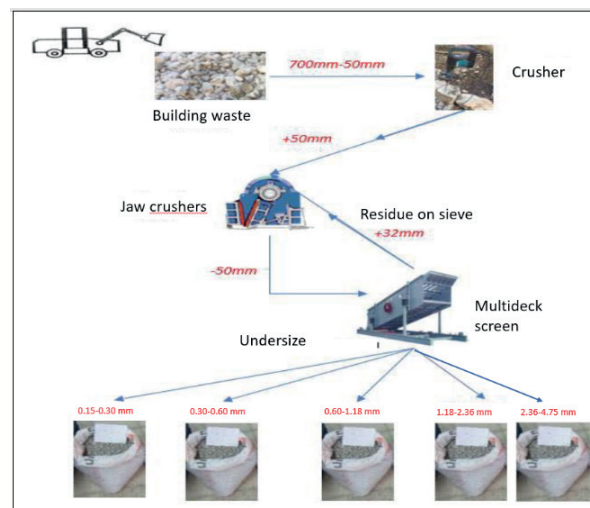 700mm-50mm
Crusher
Building waste
+50mm
Jaw crushers
Residue on sieve
+32mm
-50mm
Multideck
screen
Undersize
0.15-0.30 mm
0.30-0.60 mm
0.60-1.18 mm
1.18-2.36 mm
2.36-4.75 mm